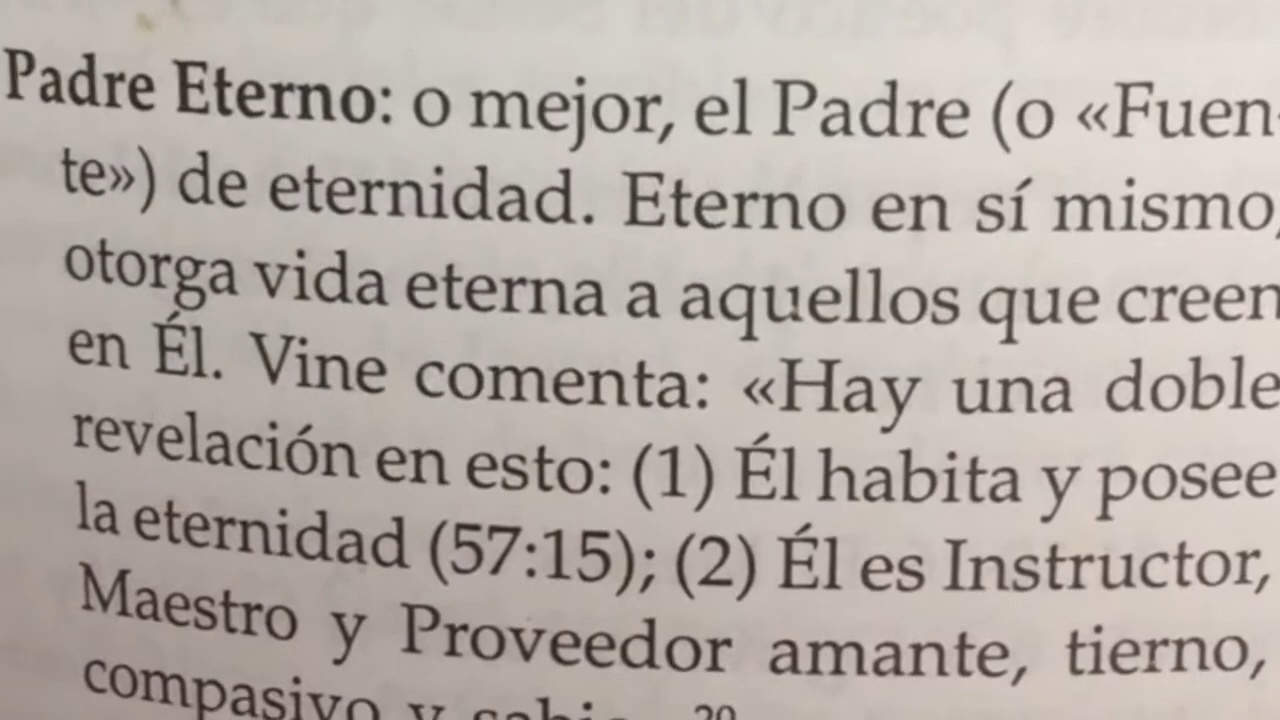 Padre Eterno: o mejor, el Padre (o «Fuen-
te») de eternidad. Eterno en sí mismo,
otorga vida eterna a aquellos que creen
en Él. Vine comenta: «Hay una doble
revelación en esto: (1) Él habita y posee
la eternidad (57:15); (2) Él es Instructor,
Maestro y Proveedor amante, tierno,
compasivo y